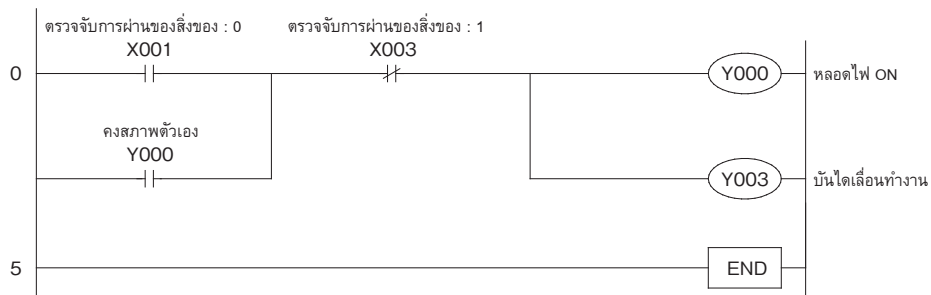 ตรวจจับการผ่านของสิ่งของ : 0 ตรวจจับการผ่านของสิ่งของ : 1
X001 X003
0 Y000 หลอดไฟ ON
คงสภาพตัวเอง
Y000
Y003 บันไดเลื่อนทำงาน
5 END